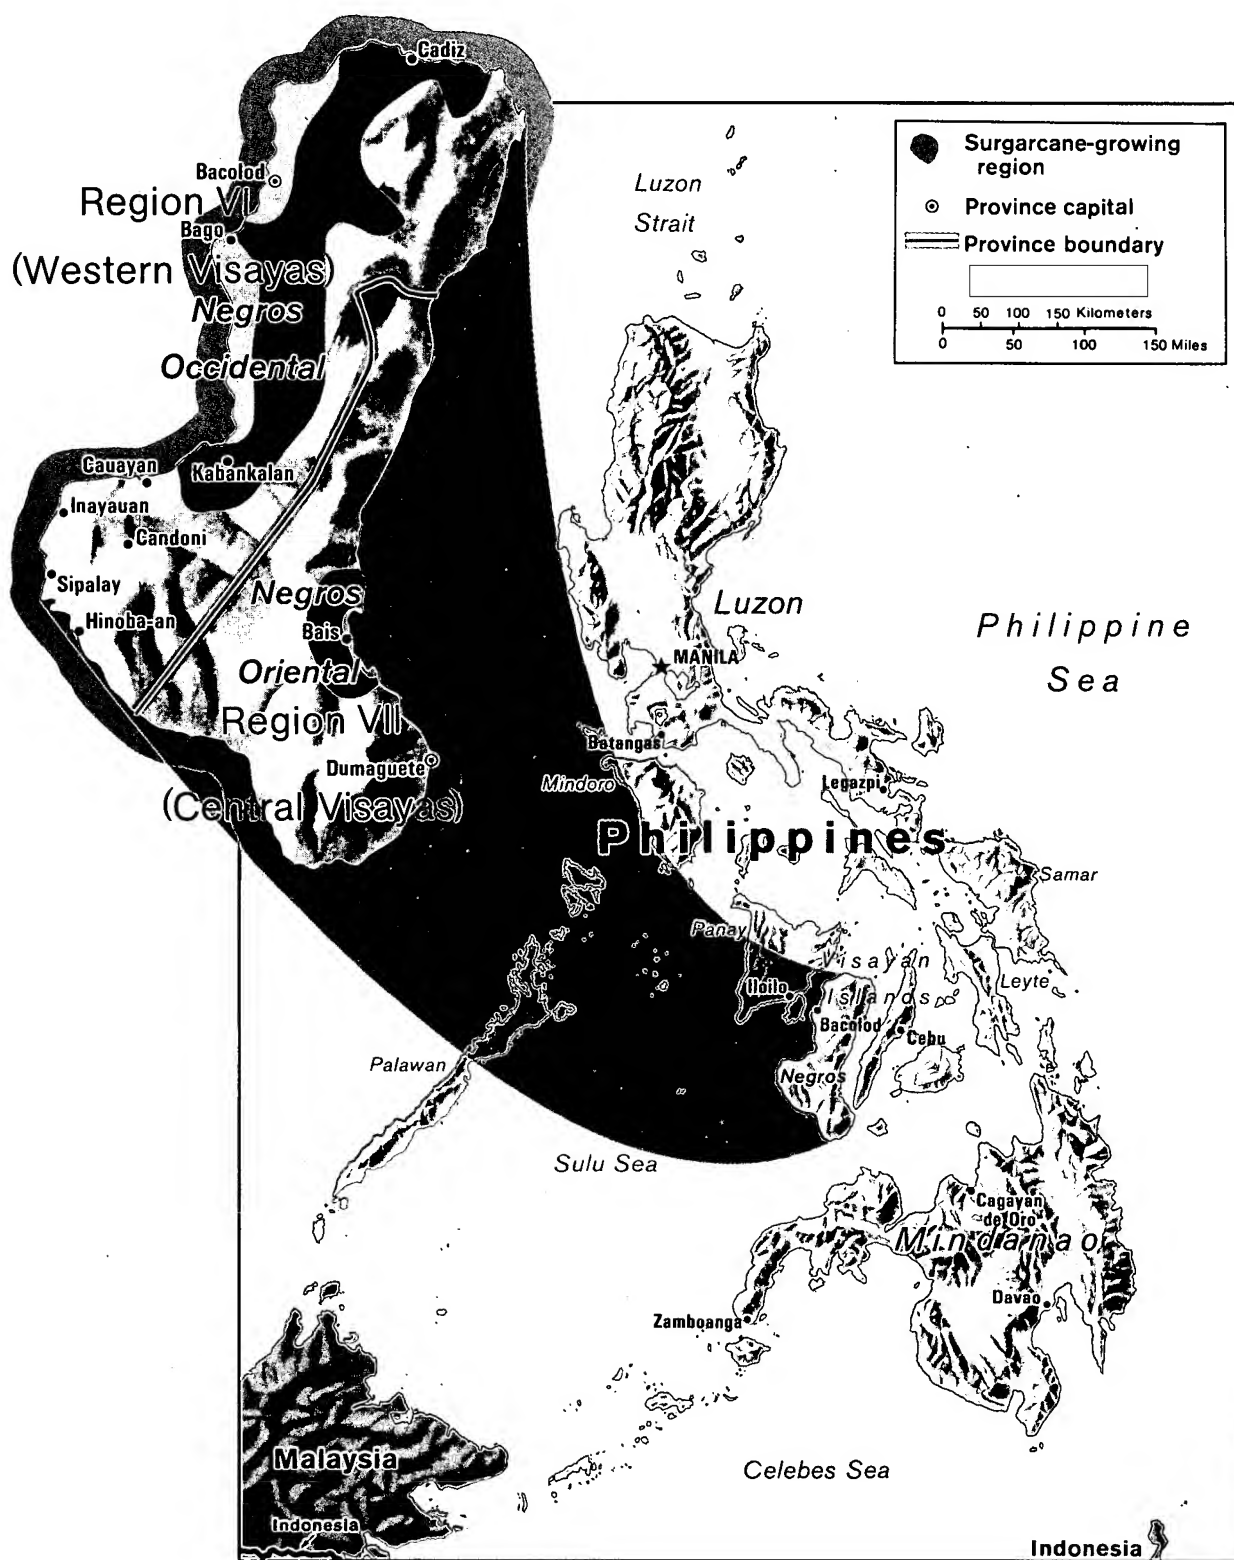 Cadiz
Surgarcane-growing
region
Province capital
Province boundary
0 50 100 150 Kilometers
0 50 100 150 Miles
Luzon
Strait
Bacolod
Region VI
Bago
(Western Visayas)
Negros
Occidental
Cauayan
Kabankalan
Inayauan
Candoni
Sipalay
Hinoba-an
Negros
Bais
Oriental
Region VII
Dumaguete
(Central Visayas)
Luzon
Philippine
Sea
MANILA
Batangas
Mindoro
Legazpi
Philippines
Samar
Panay
Visayan
Islands
Iloilo
Leyte
Bacolod
Cebu
Negros
Palawan
Sulu Sea
Cagayan
de Oro
Mindanao
Davao
Zamboanga
Malaysia
Celebes Sea
Indonesia
Indonesia